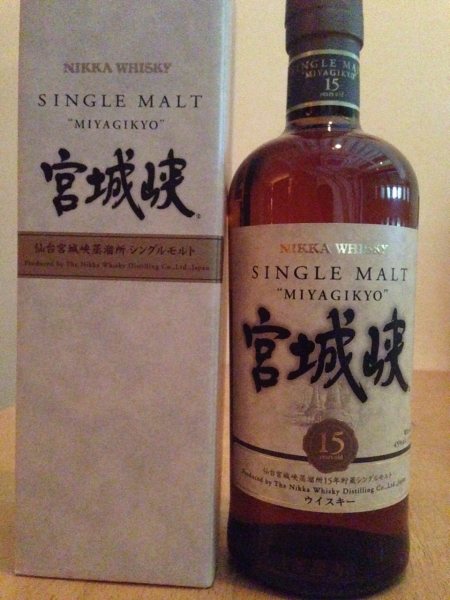 NIKKA WHISKY
SINGLE MALT
"MIYAGIKYO"
宮城峡
仙台宮城峡蒸溜所 シングルモルト
Produced by The Nikka Whisky Distilling Co.,Ltd. Japan
SINGLE MALT
"MIYAGIKYO"
15
years old
NIKKA WHISKY
SINGLE MALT
"MIYAGIKYO"
宮城峡
15
years old
仙台宮城峡蒸溜所15年貯蔵シングルモルト
Produced by The Nikka Whisky Distilling Co.,Ltd. Japan
ウイスキー